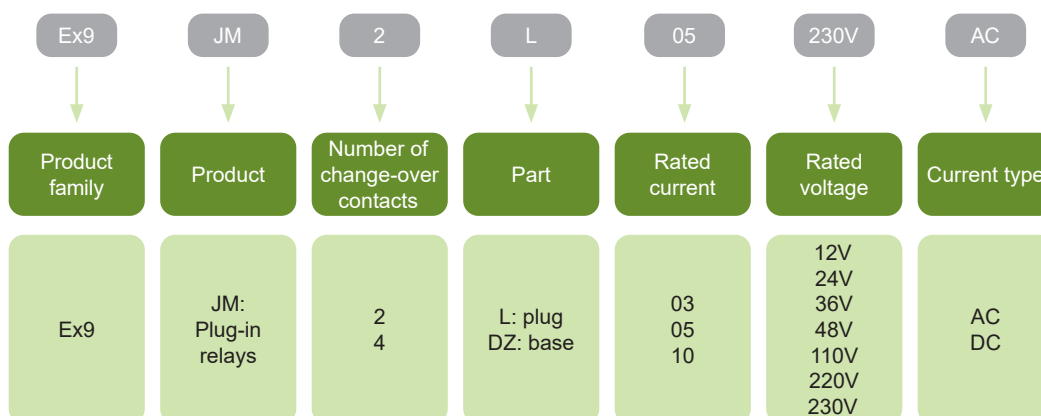 Ex9
JM
2
L
05
230V
AC
Product
family
Product
Number of
change-over
contacts
Part
Rated
current
Rated
voltage
Current type
Ex9
JM:
Plug-in
relays
2
4
L: plug
DZ: base
03
05
10
12V
24V
36V
48V
110V
220V
230V
AC
DC